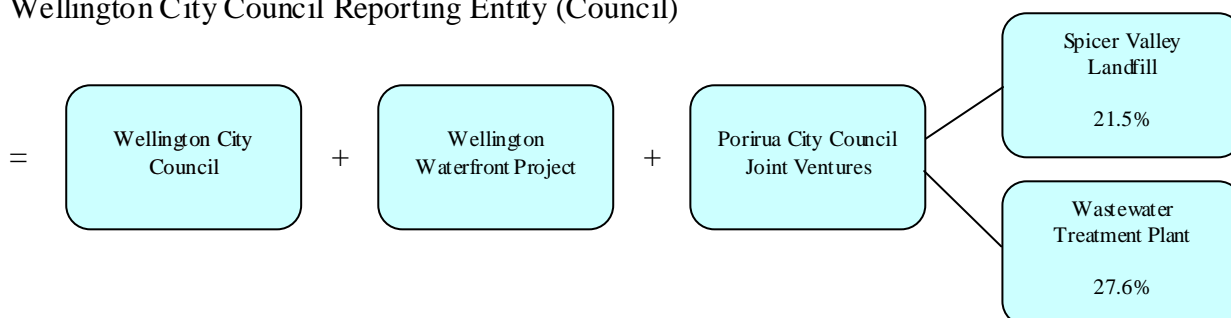 Wellington City Council Reporting Entity (Council)
=
Wellington City
Council
+
Wellington
Waterfront Project
+
Porirua City Council
Joint Ventures
Spicer Valley
Landfill
21.5%
Wastewater
Treatment Plant
27.6%